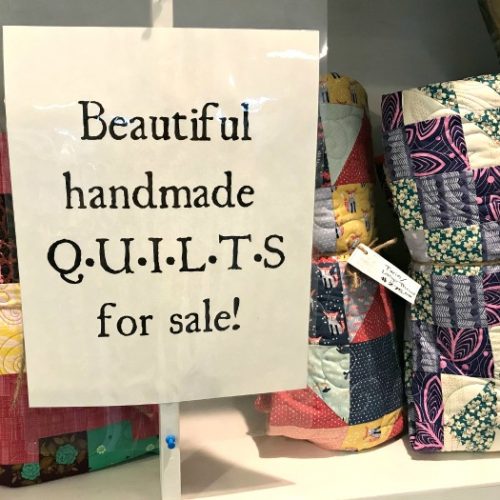 Beautiful
handmade
Q•U•I•L•T•S
for sale!